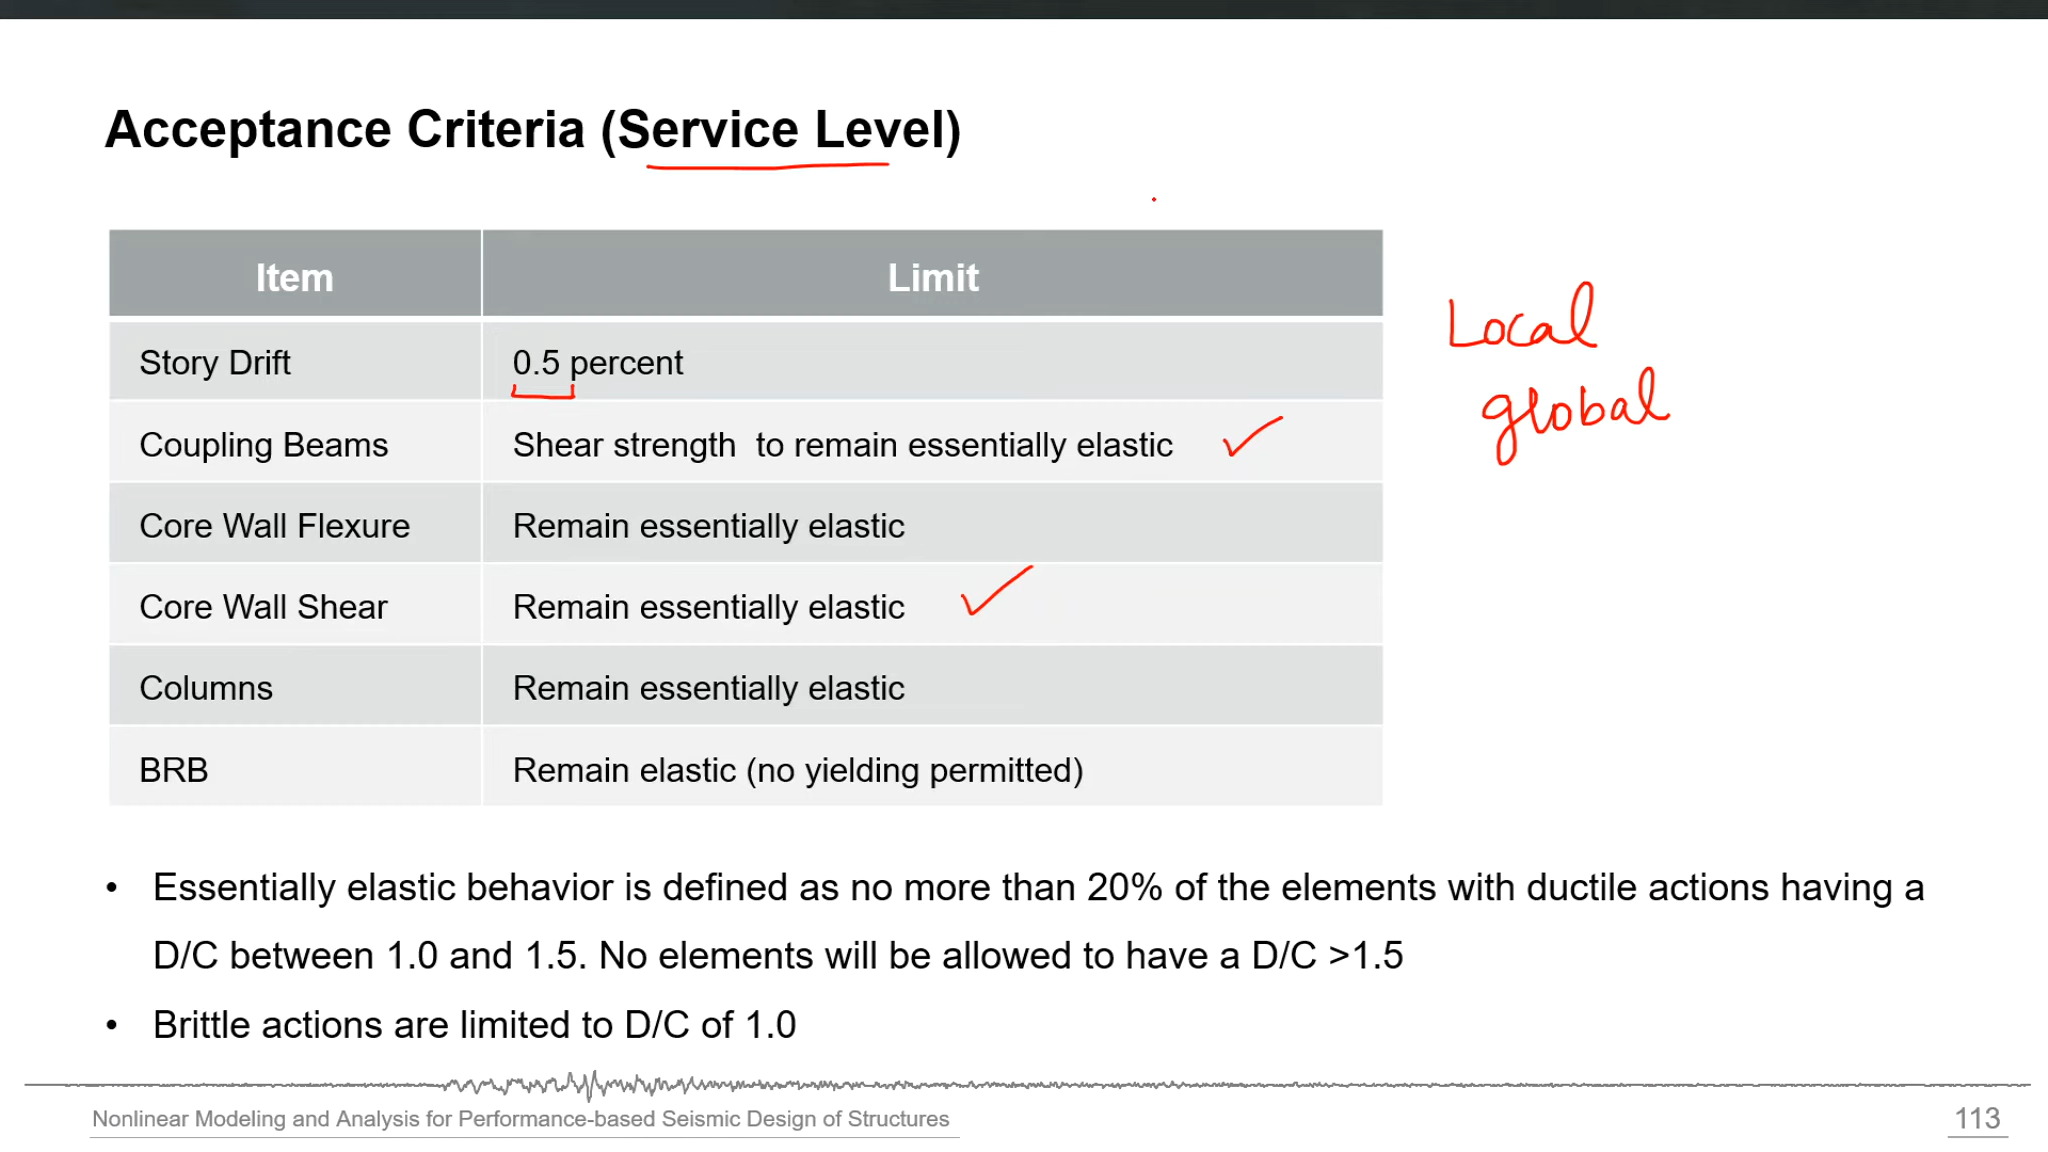 Acceptance Criteria (Service Level)
Item Limit
Story Drift 0.5 percent
Coupling Beams Shear strength to remain essentially elastic
Core Wall Flexure Remain essentially elastic
Core Wall Shear Remain essentially elastic
Columns Remain essentially elastic
BRB Remain elastic (no yielding permitted)
Local
global
• Essentially elastic behavior is defined as no more than 20% of the elements with ductile actions having a
D/C between 1.0 and 1.5. No elements will be allowed to have a D/C >1.5
• Brittle actions are limited to D/C of 1.0
Nonlinear Modeling and Analysis for Performance-based Seismic Design of Structures
113